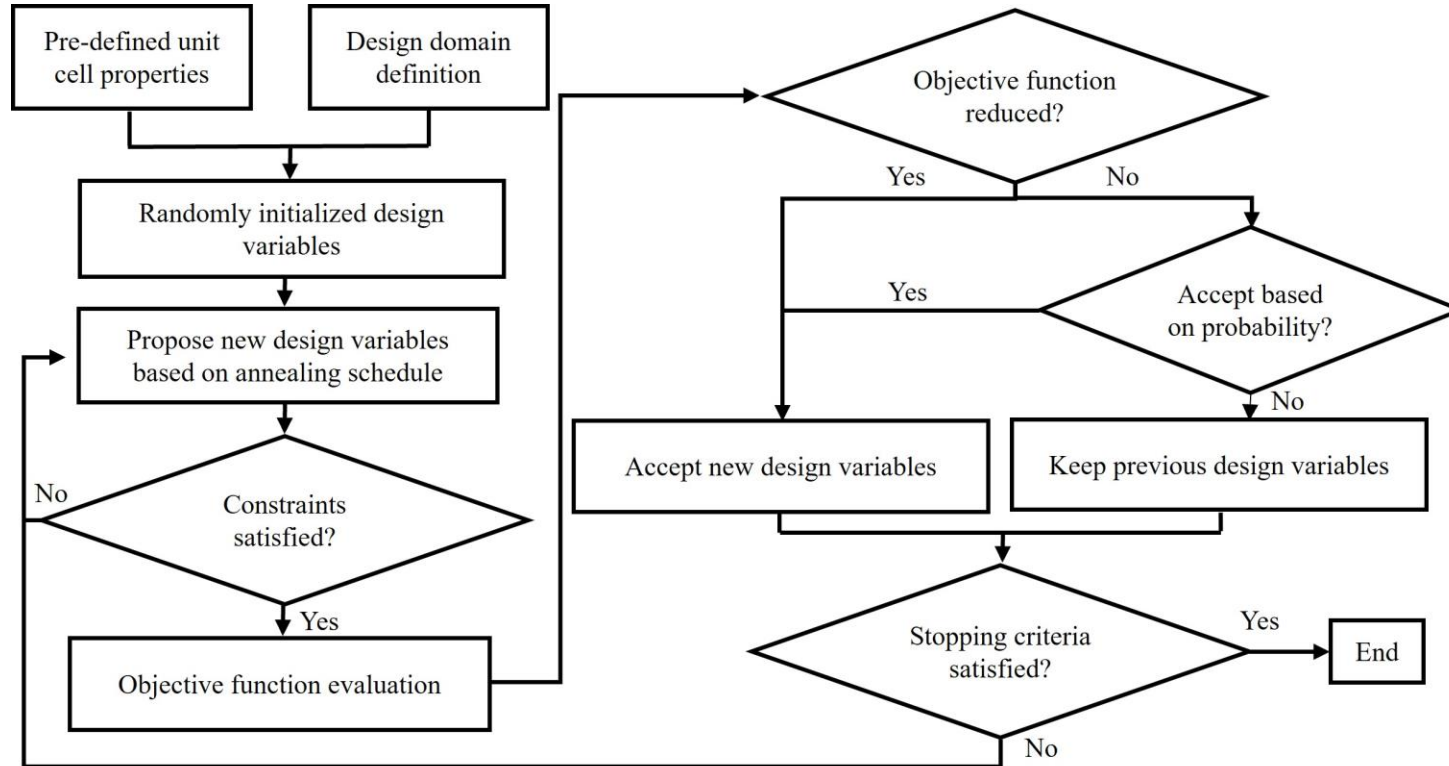 Pre-defined unit
cell properties
Design domain
definition
Randomly initialized design
variables
Propose new design variables
based on annealing schedule
No
Constraints
satisfied?
Yes
Objective function evaluation
Objective function
reduced?
Yes
No
Yes
Accept based
on probability?
No
Accept new design variables
Keep previous design variables
Stopping criteria
satisfied?
Yes
End
No